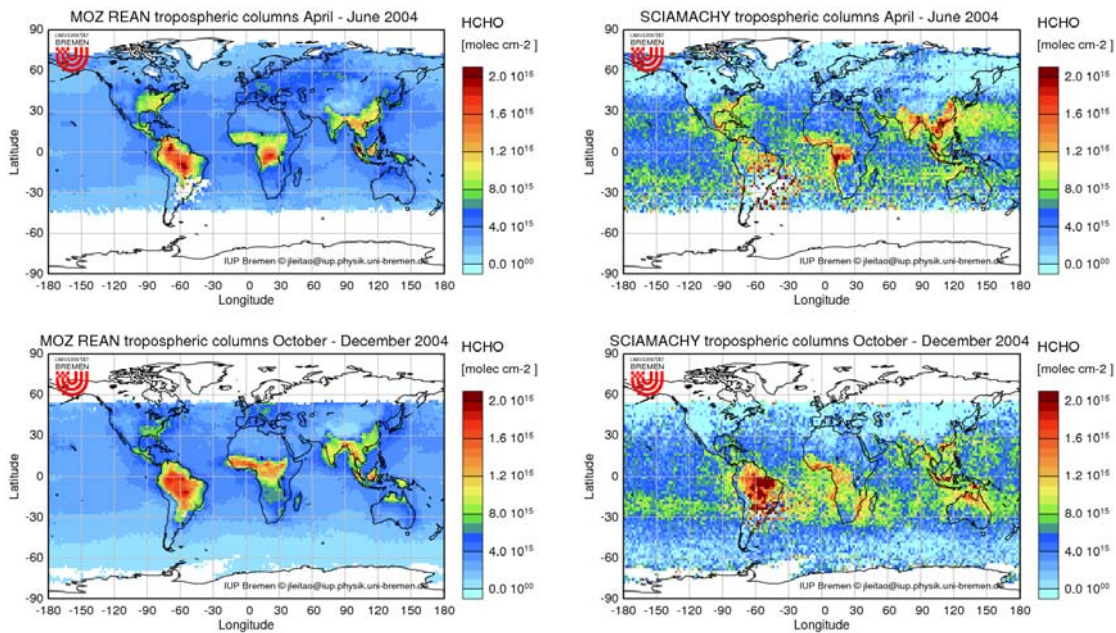 MOZ REAN tropospheric columns April - June 2004
HCHO
[molec cm-2 ]
UNIVERSITÄT
BREMEN
90
60
30
0
-30
-60
-90
Latitude
2.0 10¹⁶
1.6 10¹⁶
1.2 10¹⁶
8.0 10¹⁵
4.0 10¹⁵
0.0 10⁰⁰
IUP Bremen © jleitao@iup.physik.uni-bremen.de
-180 -150 -120 -90 -60 -30 0 30 60 90 120 150 180
Longitude
SCIAMACHY tropospheric columns April - June 2004
HCHO
[molec cm-2 ]
UNIVERSITÄT
BREMEN
90
60
30
0
-30
-60
-90
Latitude
2.0 10¹⁶
1.6 10¹⁶
1.2 10¹⁶
8.0 10¹⁵
4.0 10¹⁵
0.0 10⁰⁰
IUP Bremen © jleitao@iup.physik.uni-bremen.de
-180 -150 -120 -90 -60 -30 0 30 60 90 120 150 180
Longitude
MOZ REAN tropospheric columns October - December 2004
HCHO
[molec cm-2 ]
UNIVERSITÄT
BREMEN
90
60
30
0
-30
-60
-90
Latitude
2.0 10¹⁶
1.6 10¹⁶
1.2 10¹⁶
8.0 10¹⁵
4.0 10¹⁵
0.0 10⁰⁰
IUP Bremen © jleitao@iup.physik.uni-bremen.de
-180 -150 -120 -90 -60 -30 0 30 60 90 120 150 180
Longitude
SCIAMACHY tropospheric columns October - December 2004
HCHO
[molec cm-2 ]
UNIVERSITÄT
BREMEN
90
60
30
0
-30
-60
-90
Latitude
2.0 10¹⁶
1.6 10¹⁶
1.2 10¹⁶
8.0 10¹⁵
4.0 10¹⁵
0.0 10⁰⁰
IUP Bremen © jleitao@iup.physik.uni-bremen.de
-180 -150 -120 -90 -60 -30 0 30 60 90 120 150 180
Longitude